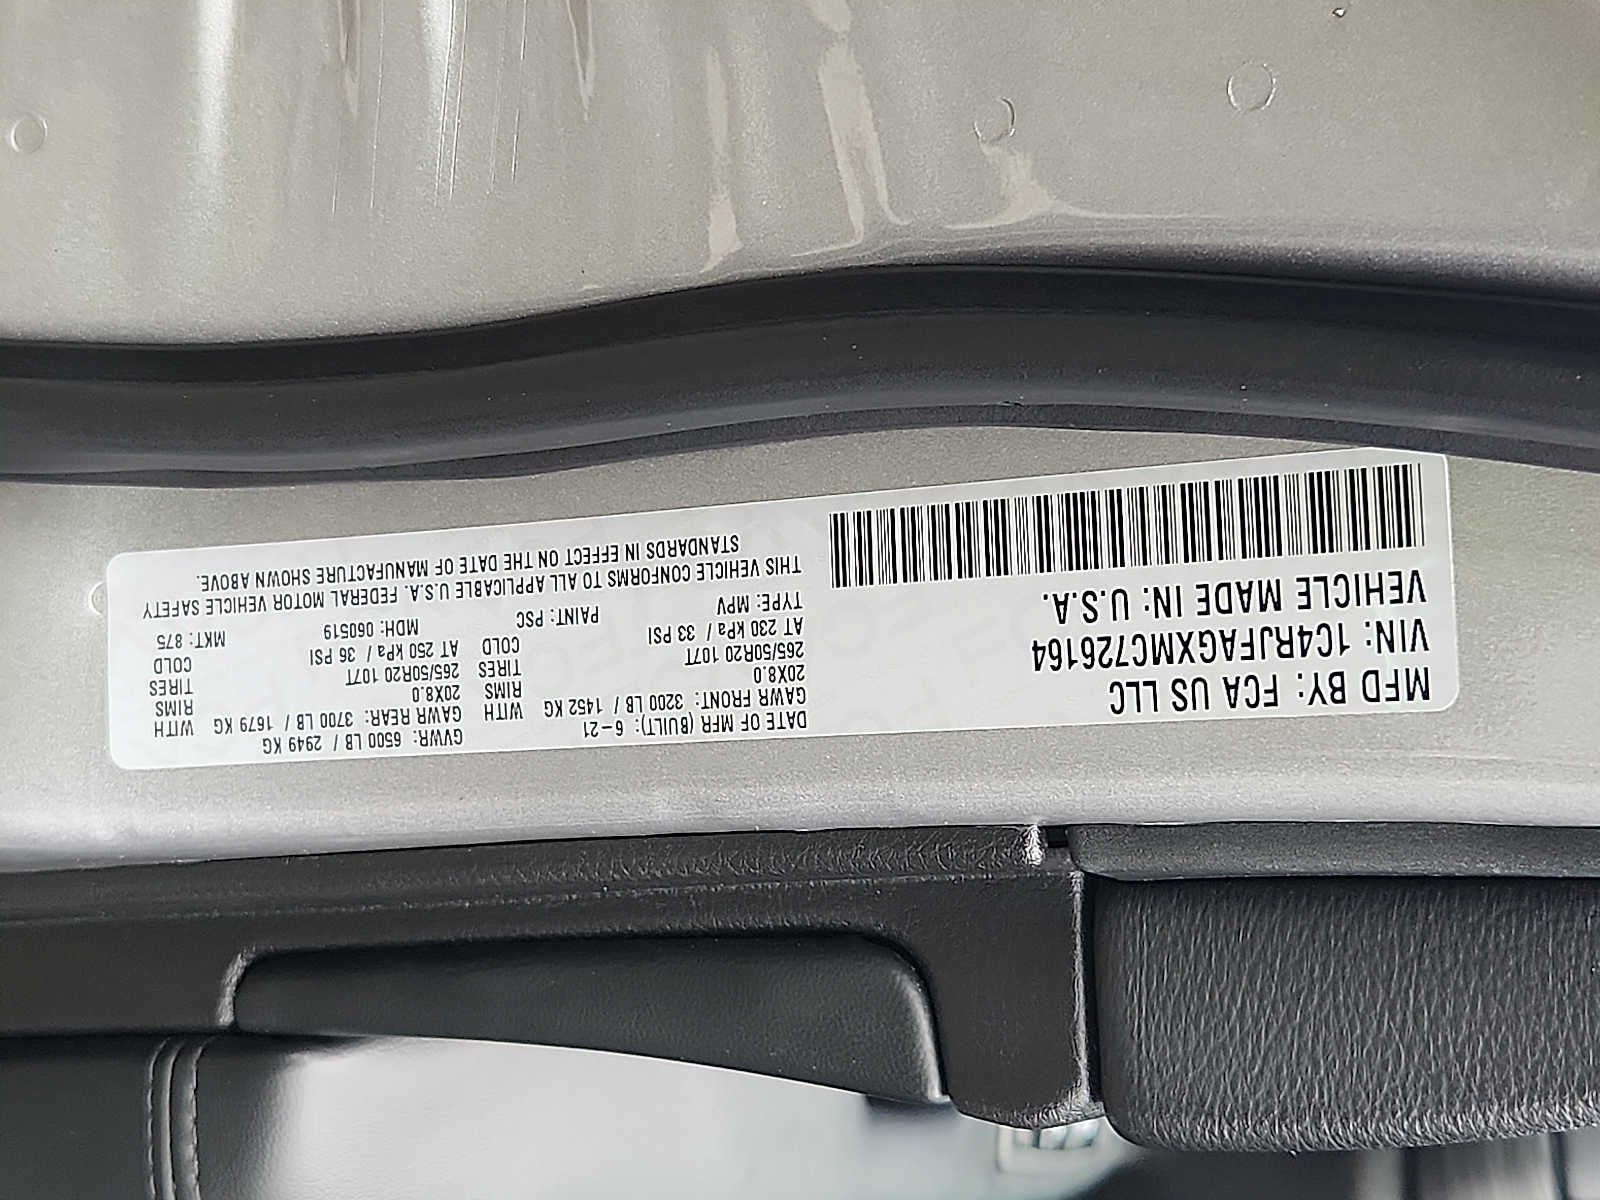 MFD BY: FCA US LLC
VIN: 1C4RJFAGXMC726164
VEHICLE MADE IN: U.S.A.
DATE OF MFR (BUILT): 6-21 GVWR: 6500 LB / 2949 KG
GAWR FRONT: 3200 LB / 1452 KG WITH GAWR REAR: 3700 LB / 1679 KG WITH
20X8.0 RIMS 20X8.0 RIMS
265/50R20 107T TIRES 265/50R20 107T TIRES
AT 230 kPa / 33 PSI COLD AT 250 kPa / 36 PSI COLD
TYPE: MPV PAINT: PSC MDH: 060519 MKT: 875
THIS VEHICLE CONFORMS TO ALL APPLICABLE U.S.A. FEDERAL MOTOR VEHICLE SAFETY
STANDARDS IN EFFECT ON THE DATE OF MANUFACTURE SHOWN ABOVE.